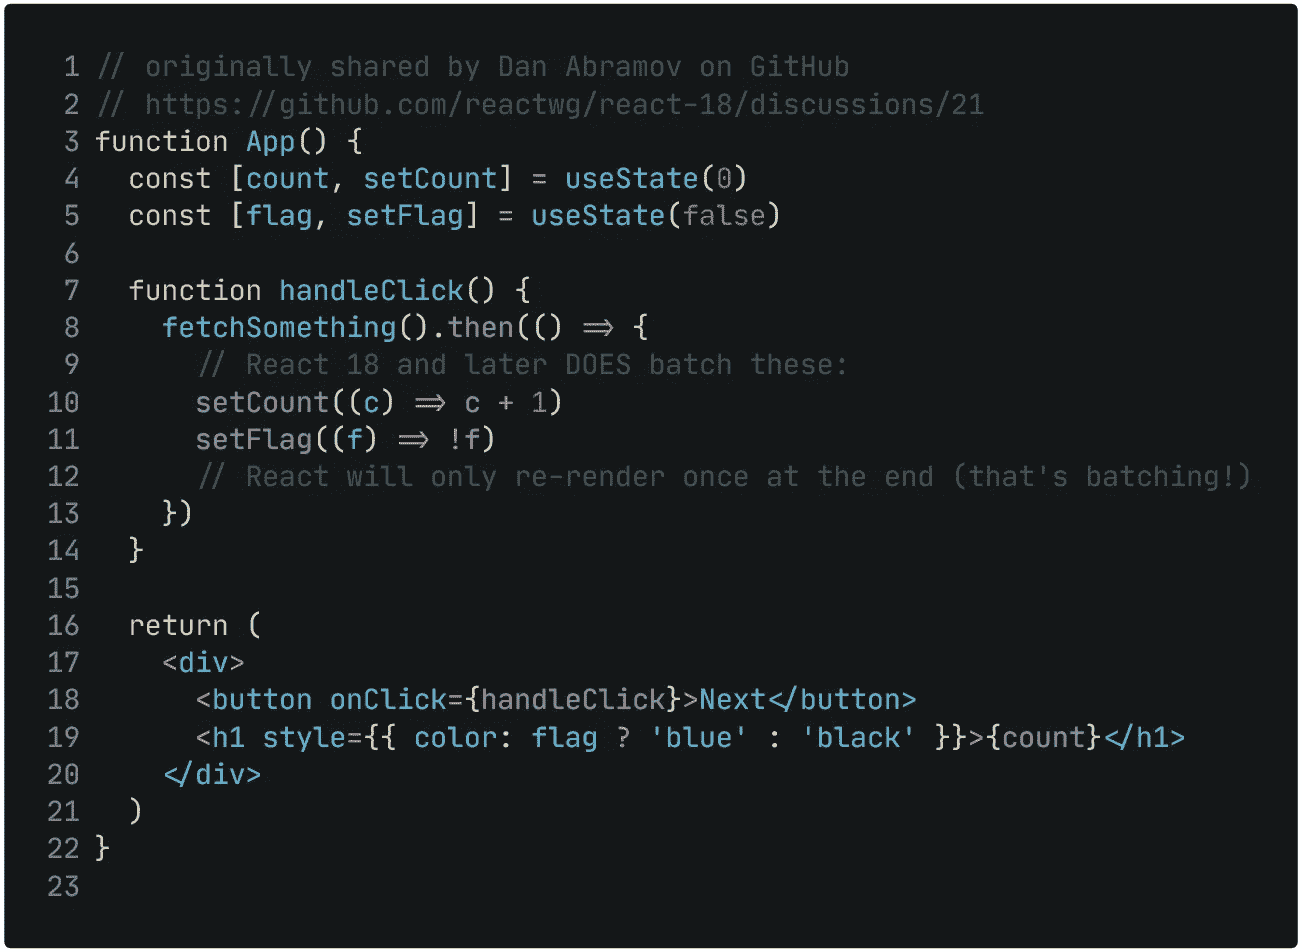 1 // originally shared by Dan Abramov on GitHub
2 // https://github.com/reactwg/react-18/discussions/21
3 function App() {
4   const [count, setCount] = useState(0)
5   const [flag, setFlag] = useState(false)
6
7   function handleClick() {
8     fetchSomething().then(() => {
9       // React 18 and later DOES batch these:
10       setCount((c) => c + 1)
11       setFlag((f) => !f)
12       // React will only re-render once at the end (that's batching!)
13     })
14   }
15
16   return (
17     <div>
18       <button onClick={handleClick}>Next</button>
19       <h1 style={{ color: flag ? 'blue' : 'black' }}>{count}</h1>
20     </div>
21   )
22 }
23